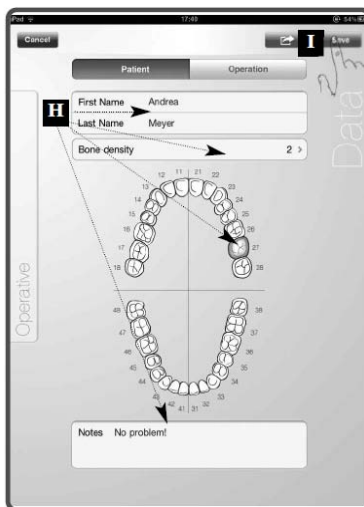 iPad 17:40 54%
Cancel I Save
Data
Patient Operation
H
First Name Andrea
Last Name Meyer
Bone density 2 >
12 11 21 22
13 23
14 24
15 25
16 26
17 27
18 28
Operative
48 38
47 37
46 36
45 35
44 34
43 33
42 41 31 32
Notes No problem!